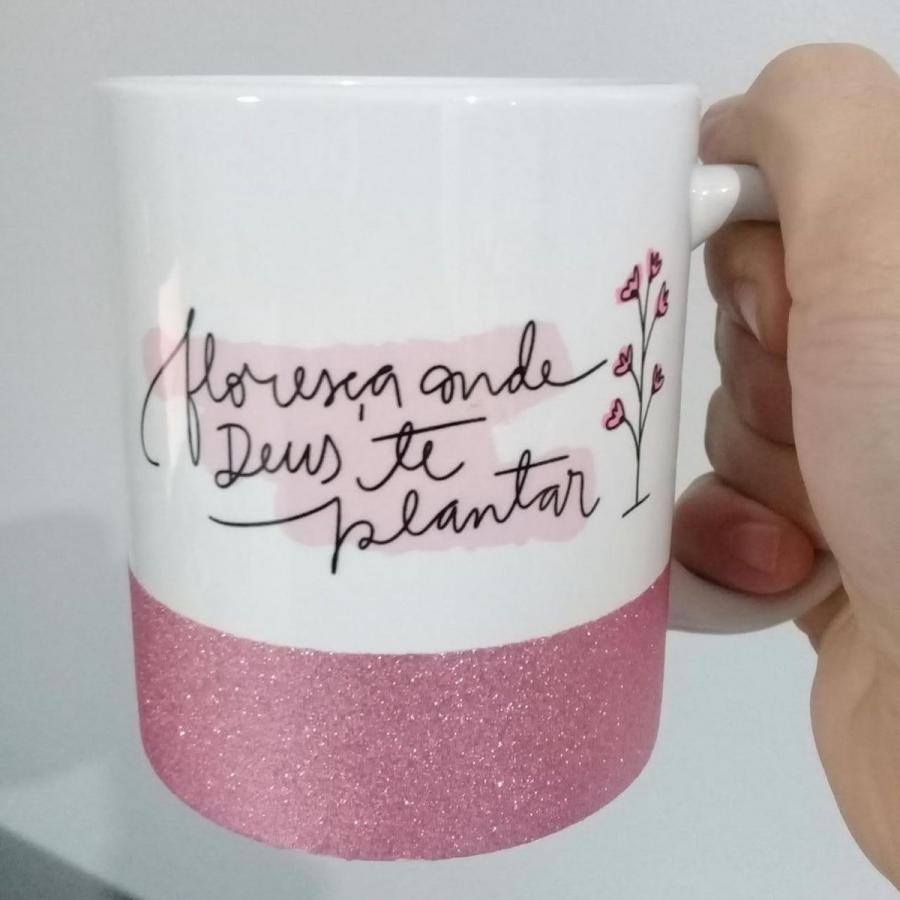 floresça onde
Deus te
plantar